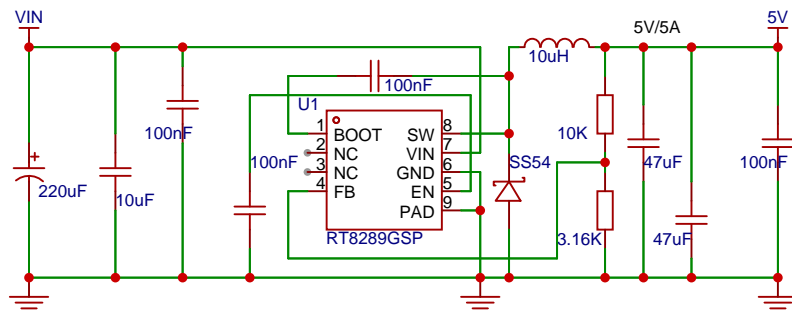 VIN
5V/5A
5V
10uH
100nF
U1
100nF
1 BOOT SW 8
2 NC VIN 7
3 NC GND 6
4 FB EN 5
PAD 9
RT8289GSP
100nF
10K
SS54
47uF
100nF
220uF
10uF
3.16K
47uF